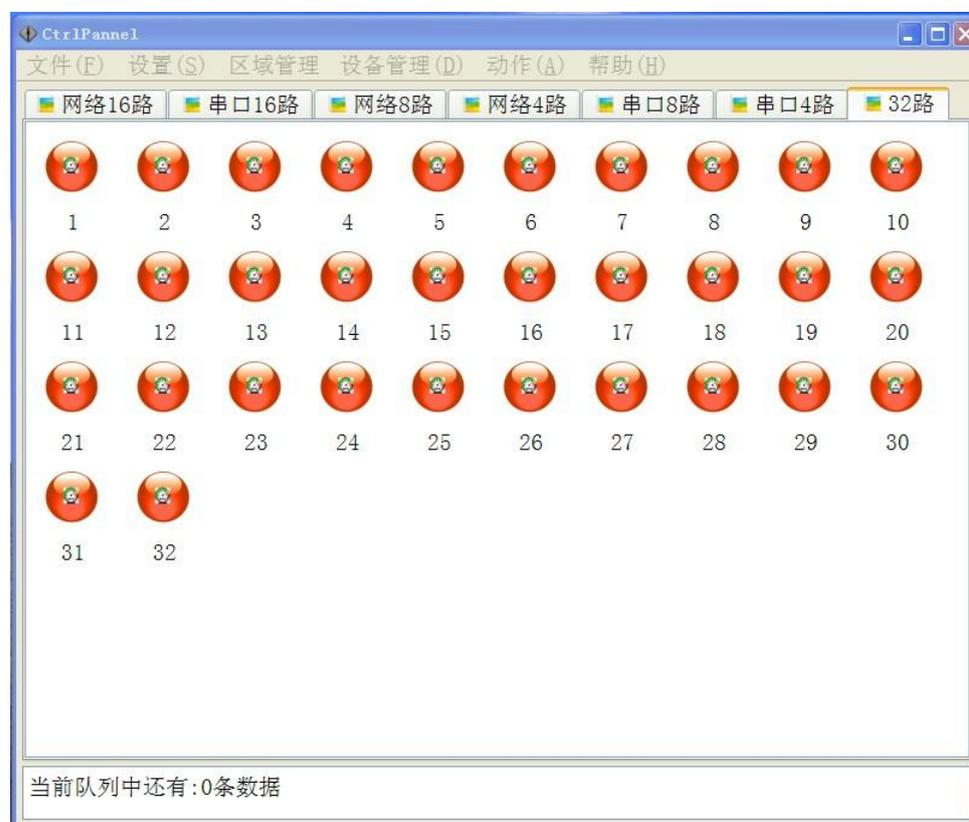 CtrlPannel
文件(F) 设置(S) 区域管理 设备管理(D) 动作(A) 帮助(H)
网络16路 串口16路 网络8路 网络4路 串口8路 串口4路 32路
1 2 3 4 5 6 7 8 9 10
11 12 13 14 15 16 17 18 19 20
21 22 23 24 25 26 27 28 29 30
31 32
当前队列中还有:0条数据